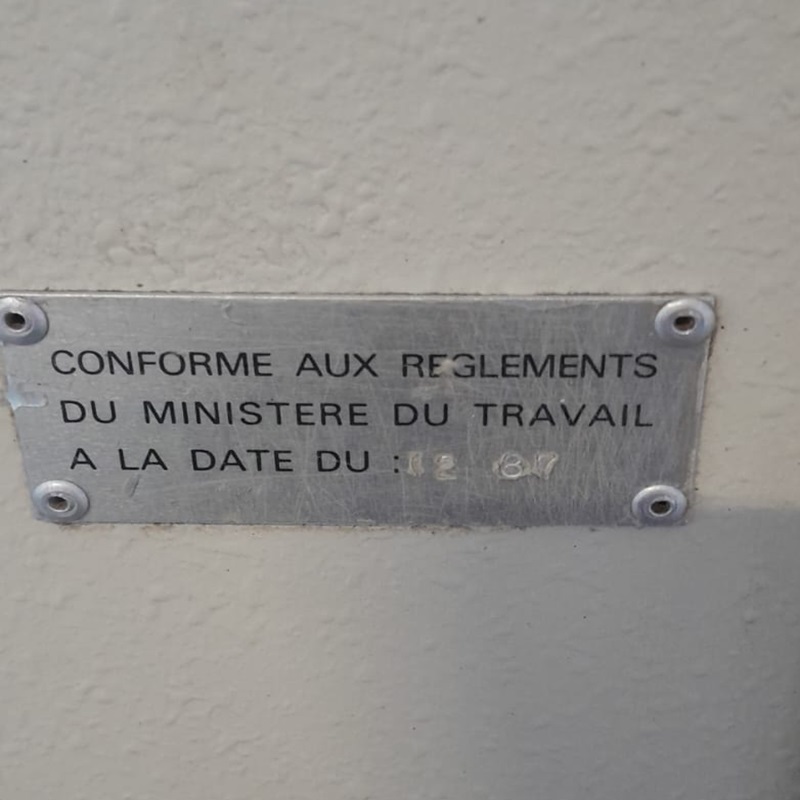 CONFORME AUX REGLEMENTS
DU MINISTERE DU TRAVAIL
A LA DATE DU : 12 87